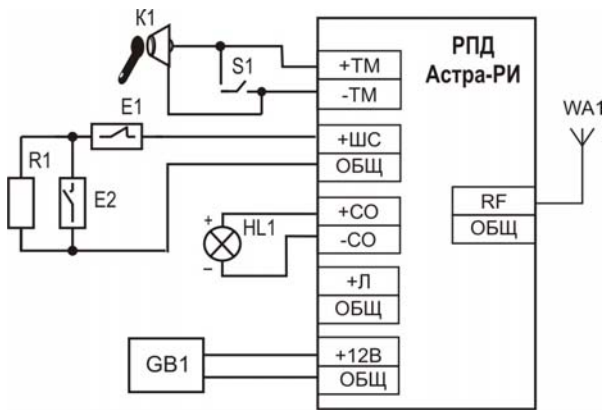 К1
РПД
Астра-РИ
S1
+ТМ
-ТМ
WA1
E1
+ШС
ОБЩ
R1
E2
RF
ОБЩ
+
HL1
–
+СО
-СО
+Л
ОБЩ
GB1
+12В
ОБЩ